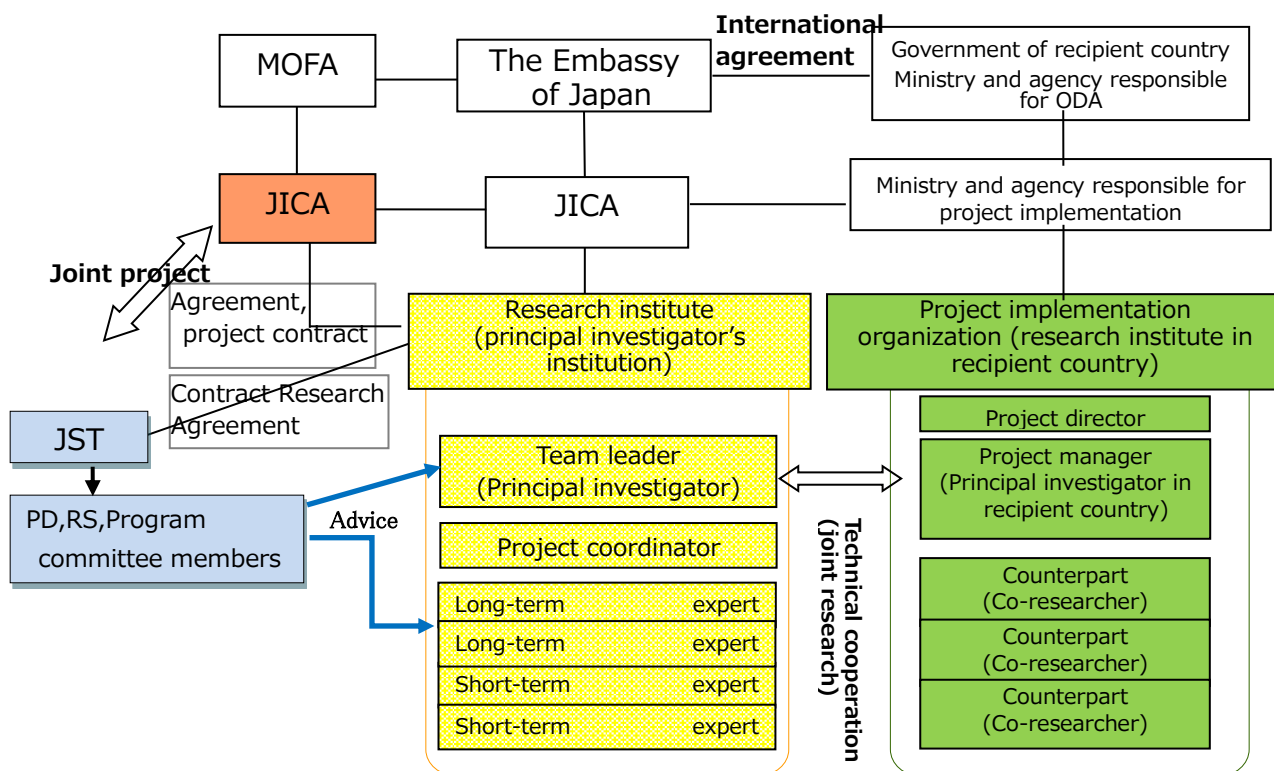 MOFA
The Embassy
of Japan
International
agreement
Government of recipient country
Ministry and agency responsible
for ODA
JICA
JICA
Ministry and agency responsible for
project implementation
Joint project
Agreement,
project contract
Research institute
(principal investigator’s
institution)
Project implementation
organization (research institute in
recipient country)
Contract Research
Agreement
JST
PD,RS,Program
committee members
Advice
Team leader
(Principal investigator)
Project coordinator
Long-term expert
Long-term expert
Short-term expert
Short-term expert
Technical cooperation
(joint research)
Project director
Project manager
(Principal investigator in
recipient country)
Counterpart
(Co-researcher)
Counterpart
(Co-researcher)
Counterpart
(Co-researcher)